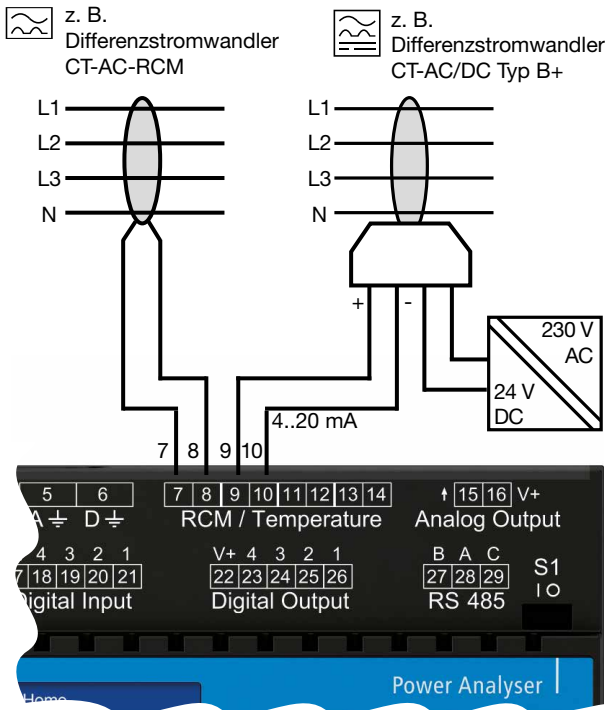 z. B.
Differenzstromwandler
CT-AC-RCM
z. B.
Differenzstromwandler
CT-AC/DC Typ B+
L1
L2
L3
N
L1
L2
L3
N
+ -
230 V
AC
24 V
DC
4..20 mA
7 8 9 10
5 6
A D
7 8 9 10 11 12 13 14
RCM / Temperature
15 16 V+
Analog Output
4 3 2 1
18 19 20 21
Digital Input
V+ 4 3 2 1
22 23 24 25 26
Digital Output
B A C
27 28 29
RS 485
S1
I O
Power Analyser
Home